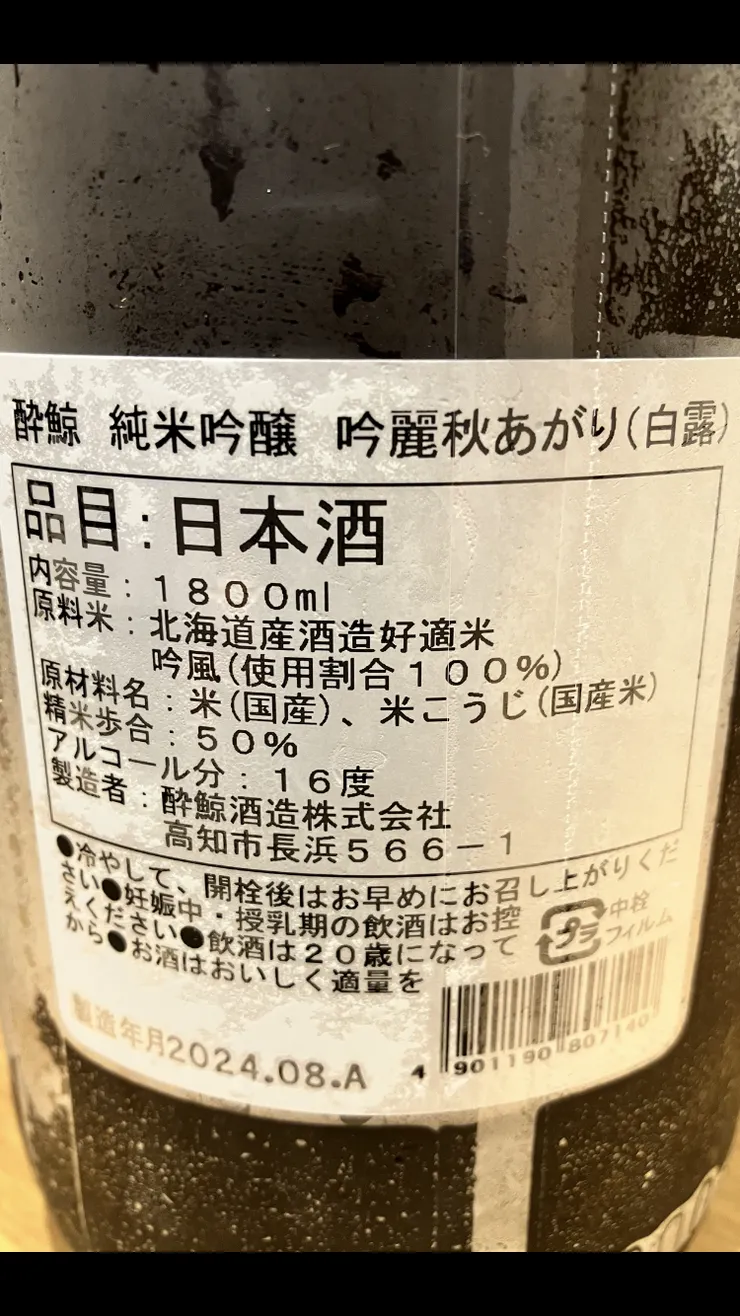 酔鯨 純米吟醸 吟麗秋あがり(白露)
品目:日本酒
内容量:1800ml
原料米:北海道産酒造好適米
吟風(使用割合100%)
原材料名:米(国産)、米こうじ(国産米)
精米歩合:50%
アルコール分:16度
製造者:酔鯨酒造株式会社
高知市長浜566-1
●冷やして、開栓後はお早めにお召し上がりくだ
さい●妊娠中・授乳期の飲酒はお控
えください●飲酒は20歳になって
から●お酒はおいしく適量を
プラ
中栓
フィルム
製造年月2024.08.A
4 901190 807140